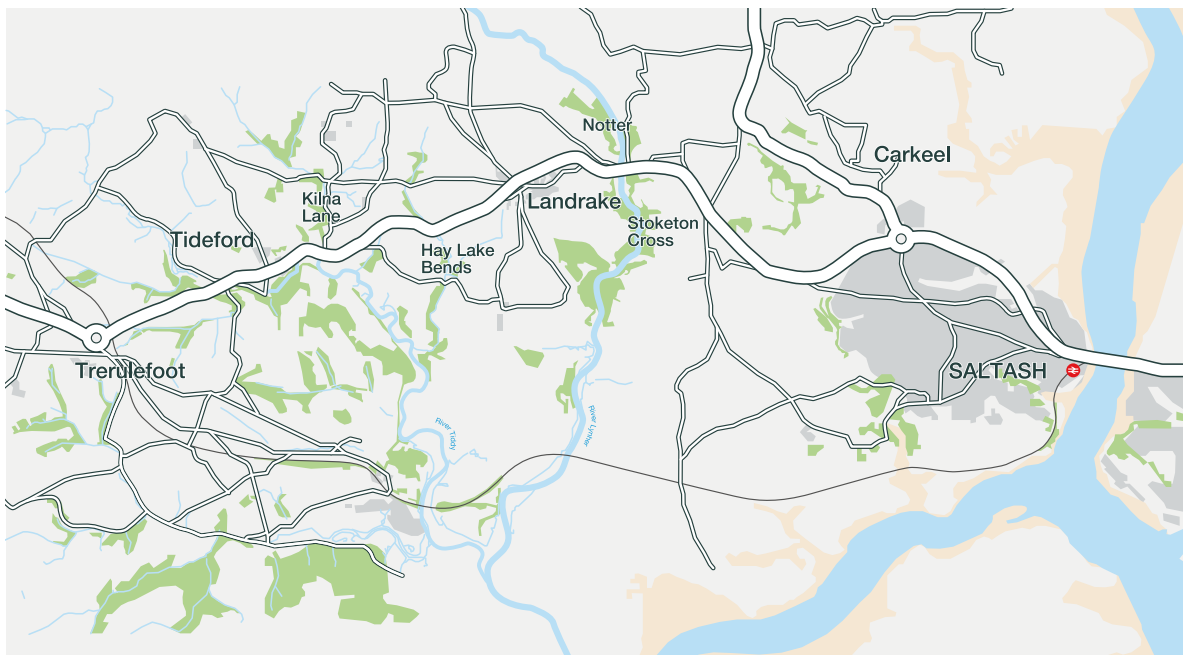 Notter
Carkeel
Kilna
Lane
Landrake
Stoketon
Cross
Tideford
Hay Lake
Bends
Trerulefoot
SALTASH
River Tiddy
River Lynher